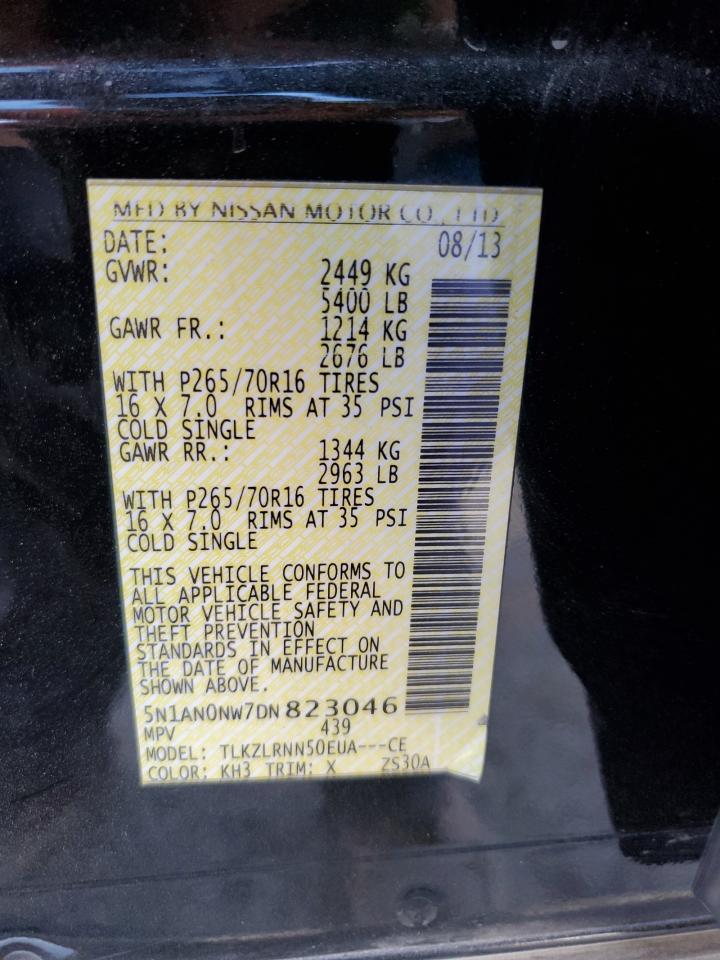 MFD BY NISSAN MOTOR CO., LTD
DATE: 08/13
GVWR: 2449 KG
5400 LB
GAWR FR.: 1214 KG
2676 LB
WITH P265/70R16 TIRES
16 X 7.0 RIMS AT 35 PSI
COLD SINGLE
GAWR RR.: 1344 KG
2963 LB
WITH P265/70R16 TIRES
16 X 7.0 RIMS AT 35 PSI
COLD SINGLE
THIS VEHICLE CONFORMS TO
ALL APPLICABLE FEDERAL
MOTOR VEHICLE SAFETY AND
THEFT PREVENTION
STANDARDS IN EFFECT ON
THE DATE OF MANUFACTURE
SHOWN ABOVE.
5N1AN0NW7DN823046
MPV 439
MODEL: TLKZLRNN50EUA---CE
COLOR: KH3 TRIM: X ZS30A